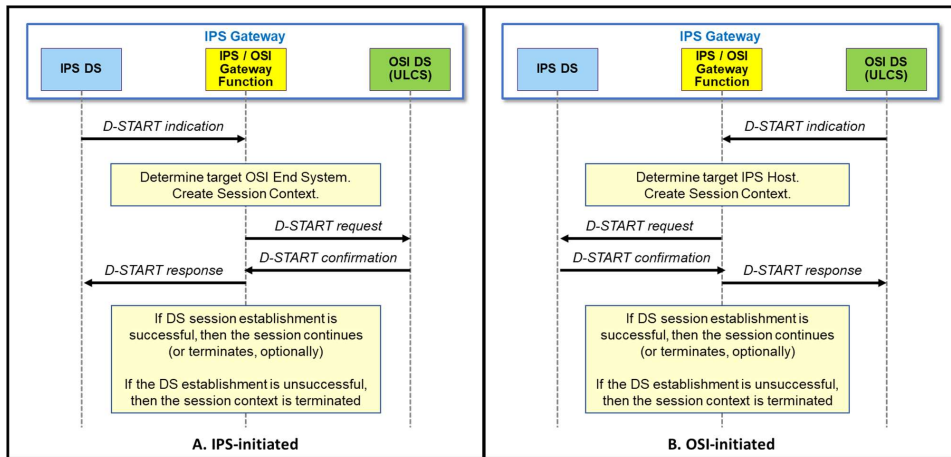 IPS Gateway
IPS DS
IPS / OSI
Gateway
Function
OSI DS
(ULCS)
D-START indication
Determine target OSI End System.
Create Session Context.
D-START request
D-START confirmation
D-START response
If DS session establishment is
successful, then the session continues
(or terminates, optionally)
If the DS establishment is unsuccessful,
then the session context is terminated
A. IPS-initiated
IPS Gateway
IPS DS
IPS / OSI
Gateway
Function
OSI DS
(ULCS)
D-START indication
Determine target IPS Host.
Create Session Context.
D-START request
D-START confirmation
D-START response
If DS session establishment is
successful, then the session continues
(or terminates, optionally)
If the DS establishment is unsuccessful,
then the session context is terminated
B. OSI-initiated